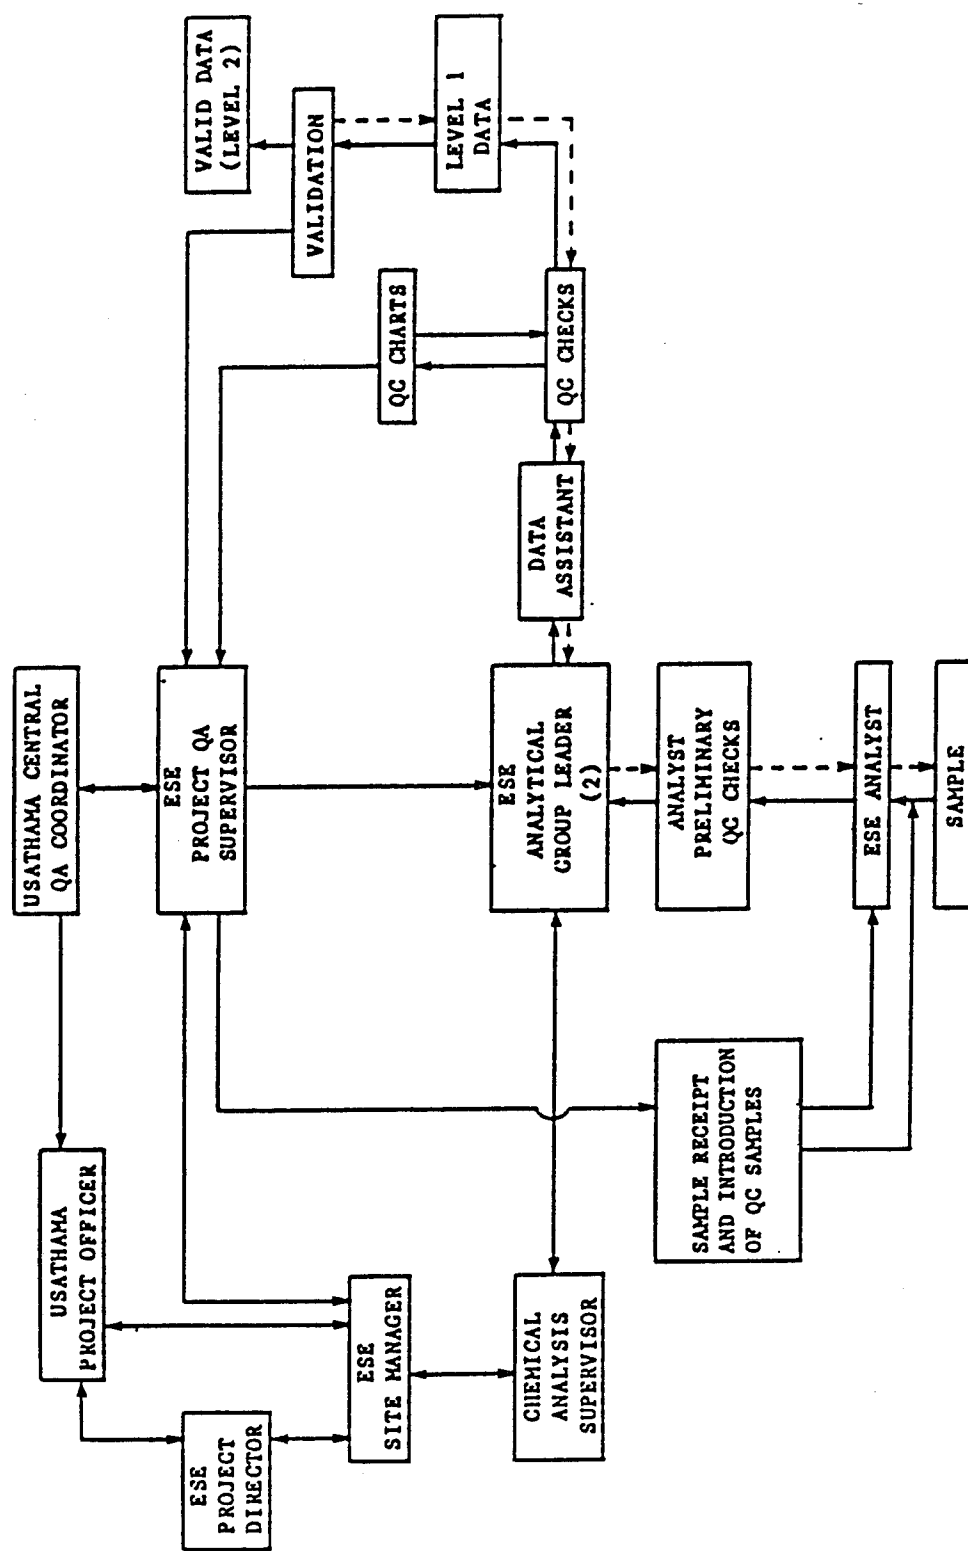 USATHAMA
PROJECT OFFICER
USATHAMA CENTRAL
QA COORDINATOR
ESE
PROJECT
DIRECTOR
ESE
PROJECT QA
SUPERVISOR
VALID DATA
(LEVEL 2)
VALIDATION
ESE
SITE MANAGER
QC CHARTS
LEVEL 1
DATA
CHEMICAL
ANALYSIS
SUPERVISOR
ESE
ANALYTICAL
GROUP LEADER
(2)
DATA
ASSISTANT
QC CHECKS
SAMPLE RECEIPT
AND INTRODUCTION
OF QC SAMPLES
ANALYST
PRELIMINARY
QC CHECKS
ESE ANALYST
SAMPLE